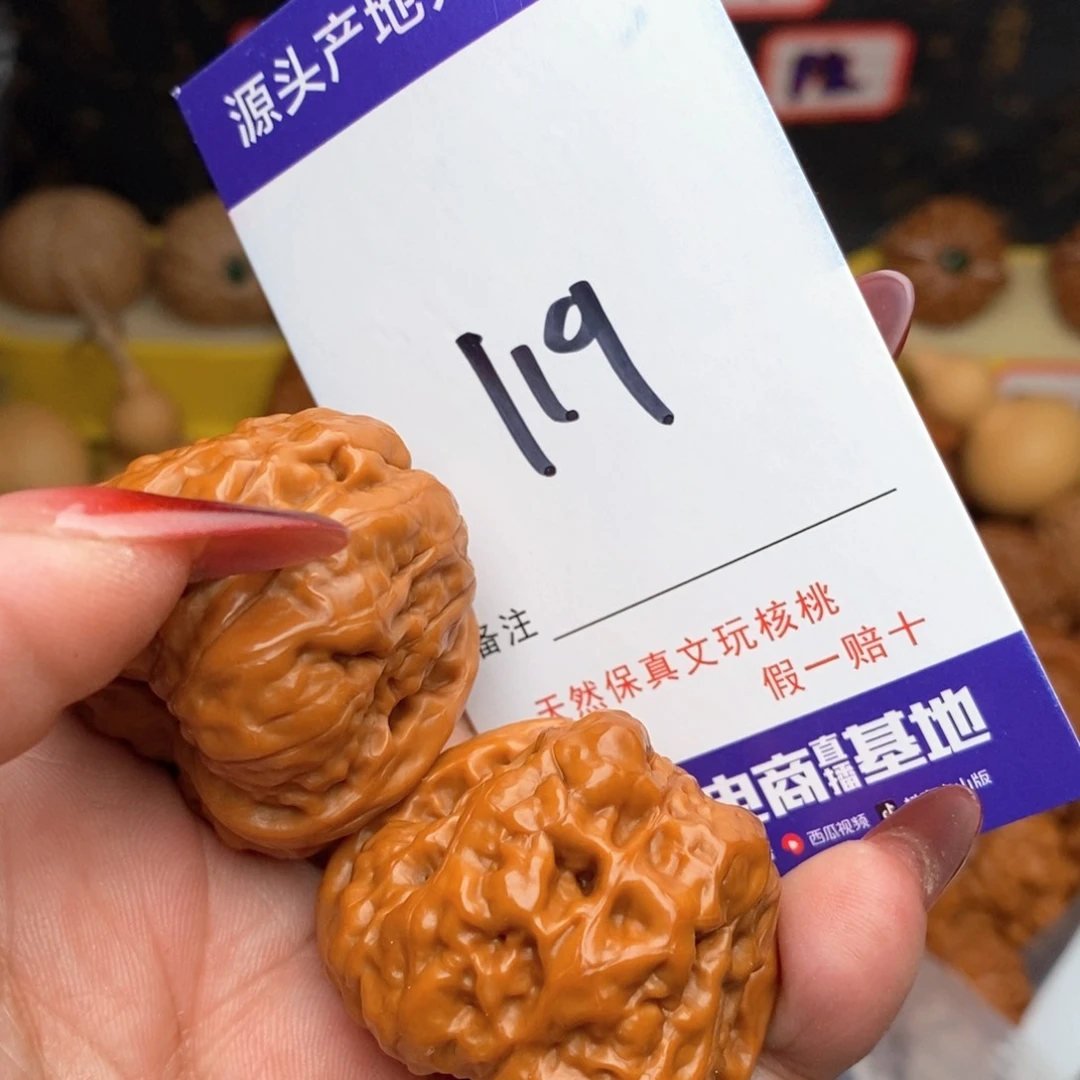 源头产地
119
备注
天然保真文玩核桃
假一赔十
电商直播基地
西瓜视频